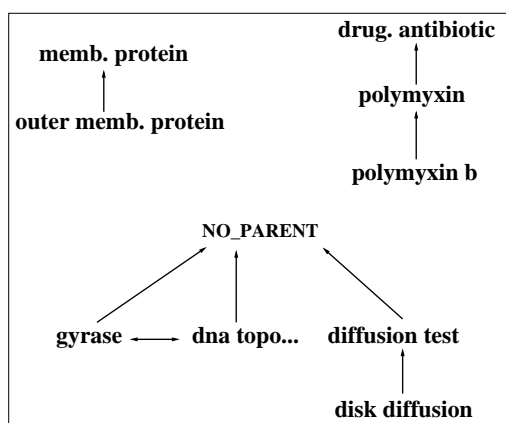 drug. antibiotic
memb. protein
polymyxin
outer memb. protein
polymyxin b
NO_PARENT
gyrase dna topo... diffusion test
disk diffusion